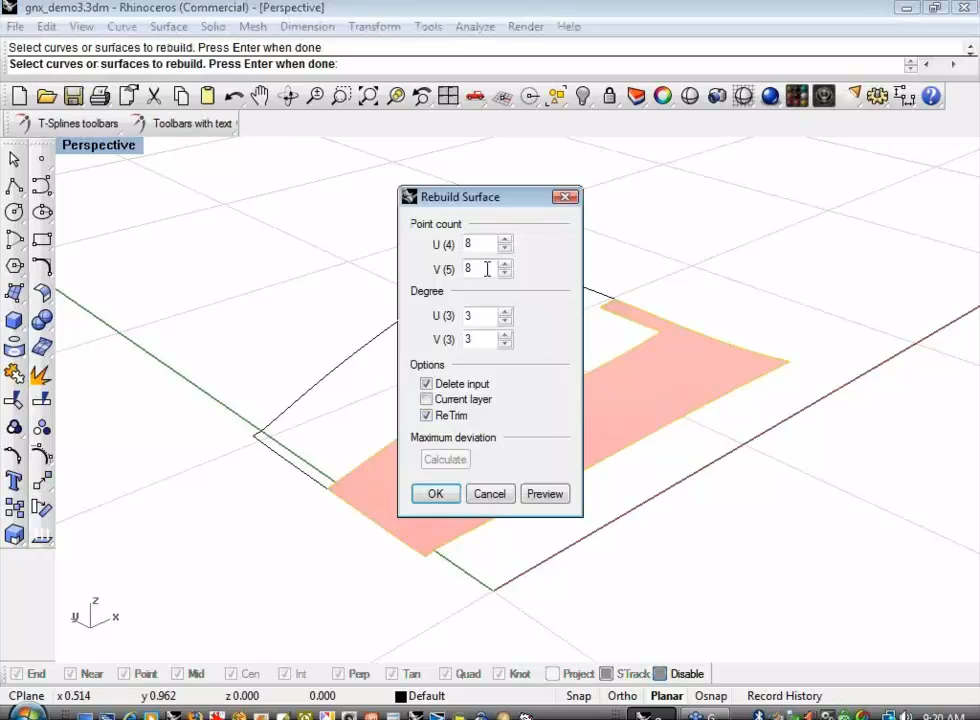 gnx_demo3.3dm - Rhinoceros (Commercial) - [Perspective]
File Edit View Curve Surface Solid Mesh Dimension Transform Tools Analyze Render Help
Select curves or surfaces to rebuild. Press Enter when done
Select curves or surfaces to rebuild. Press Enter when done:
T-Splines toolbars Toolbars with text
Perspective
Rebuild Surface
Point count
U (4) 8
V (5) 8
Degree
U (3) 3
V (3) 3
Options
Delete input
Current layer
ReTrim
Maximum deviation
Calculate
OK Cancel Preview
z
y x
End Near Point Mid Cen Int Perp Tan Quad Knot Project STrack Disable
CPlane x 0.514 y 0.962 z 0.000 0.000 Default Snap Ortho Planar Osnap Record History
9:20 AM